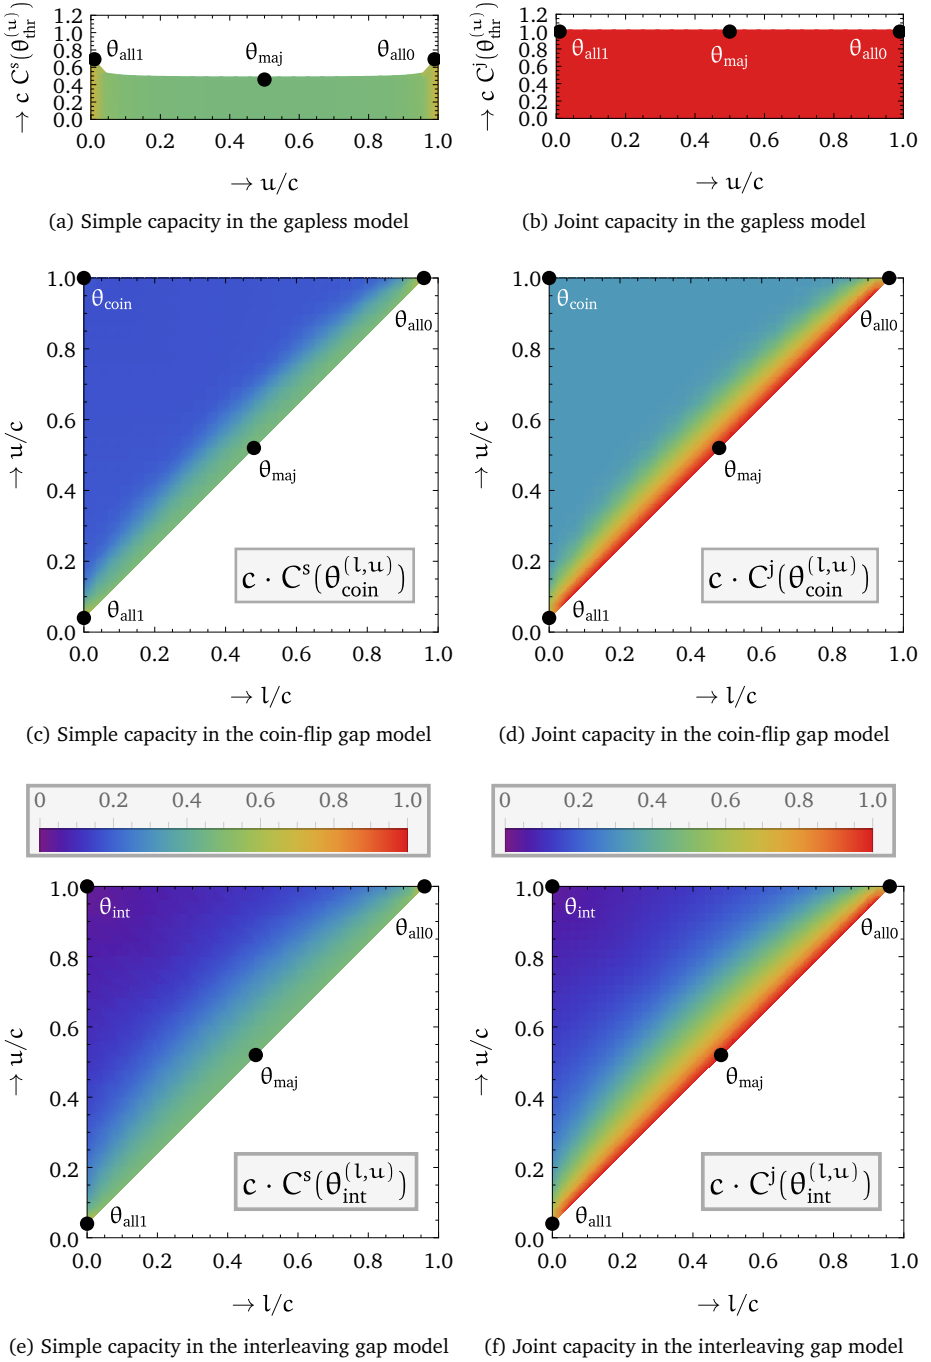 → c Cˢ(θ_thr^(u))
1.2
1.0
0.8
0.6
0.4
0.2
0.0
θ_all1
θ_maj
θ_all0
0.0 0.2 0.4 0.6 0.8 1.0
→ u/c
(a) Simple capacity in the gapless model
→ c Cʲ(θ_thr^(u))
1.2
1.0
0.8
0.6
0.4
0.2
0.0
θ_all1
θ_maj
θ_all0
0.0 0.2 0.4 0.6 0.8 1.0
→ u/c
(b) Joint capacity in the gapless model
→ u/c
1.0
0.8
0.6
0.4
0.2
0.0
θ_coin
θ_all0
θ_maj
θ_all1
c · Cˢ(θ_coin^(l,u))
0.0 0.2 0.4 0.6 0.8 1.0
→ l/c
(c) Simple capacity in the coin-flip gap model
→ u/c
1.0
0.8
0.6
0.4
0.2
0.0
θ_coin
θ_all0
θ_maj
θ_all1
c · Cʲ(θ_coin^(l,u))
0.0 0.2 0.4 0.6 0.8 1.0
→ l/c
(d) Joint capacity in the coin-flip gap model
0 0.2 0.4 0.6 0.8 1.0
→ u/c
1.0
0.8
0.6
0.4
0.2
0.0
θ_int
θ_all0
θ_maj
θ_all1
c · Cˢ(θ_int^(l,u))
0.0 0.2 0.4 0.6 0.8 1.0
→ l/c
(e) Simple capacity in the interleaving gap model
0 0.2 0.4 0.6 0.8 1.0
→ u/c
1.0
0.8
0.6
0.4
0.2
0.0
θ_int
θ_all0
θ_maj
θ_all1
c · Cʲ(θ_int^(l,u))
0.0 0.2 0.4 0.6 0.8 1.0
→ l/c
(f) Joint capacity in the interleaving gap model